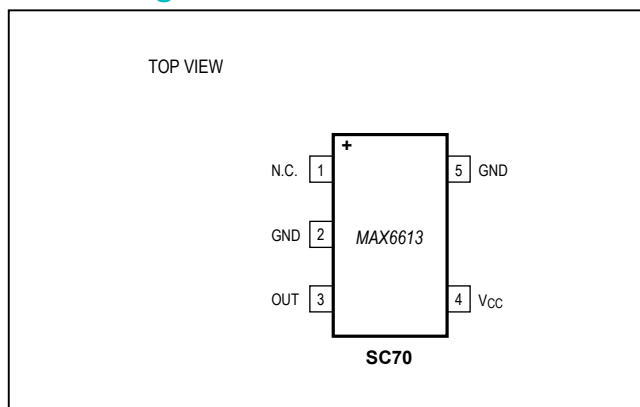 TOP VIEW
+
N.C. 1
5 GND
GND 2
MAX6613
OUT 3
4 VCC
SC70